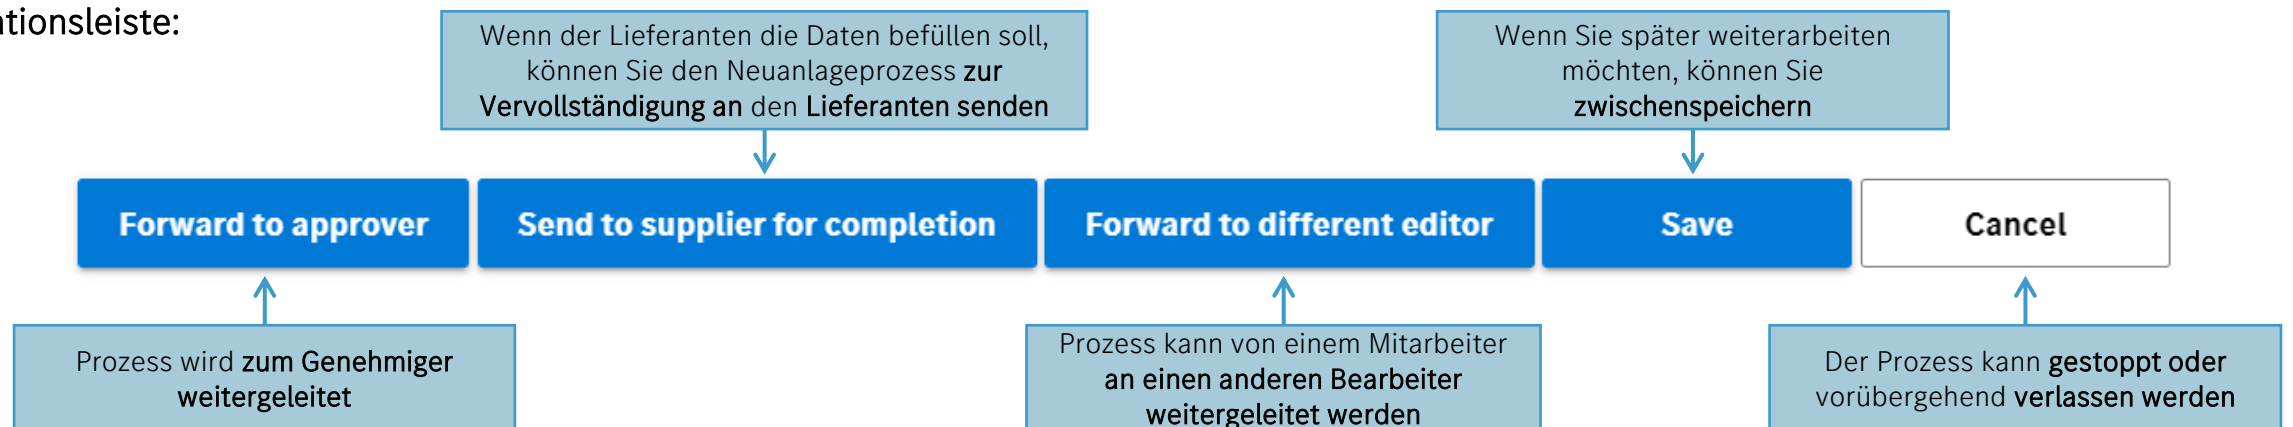 ationsleiste:
Wenn der Lieferanten die Daten befüllen soll,
können Sie den Neuanlageprozess zur
Vervollständigung an den Lieferanten senden
Wenn Sie später weiterarbeiten
möchten, können Sie
zwischenspeichern
Forward to approver
Send to supplier for completion
Forward to different editor
Save
Cancel
Prozess wird zum Genehmiger
weitergeleitet
Prozess kann von einem Mitarbeiter
an einen anderen Bearbeiter
weitergeleitet werden
Der Prozess kann gestoppt oder
vorübergehend verlassen werden